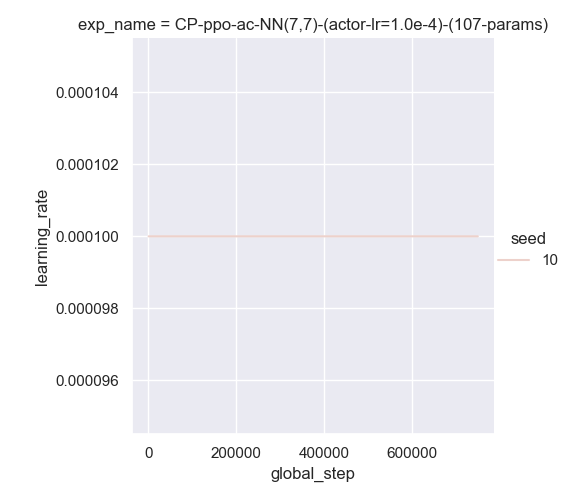 exp_name = CP-ppo-ac-NN(7,7)-(actor-lr=1.0e-4)-(107-params)
0.000104
0.000102
0.000100
0.000098
0.000096
learning_rate
0 200000 400000 600000
global_step
seed
10